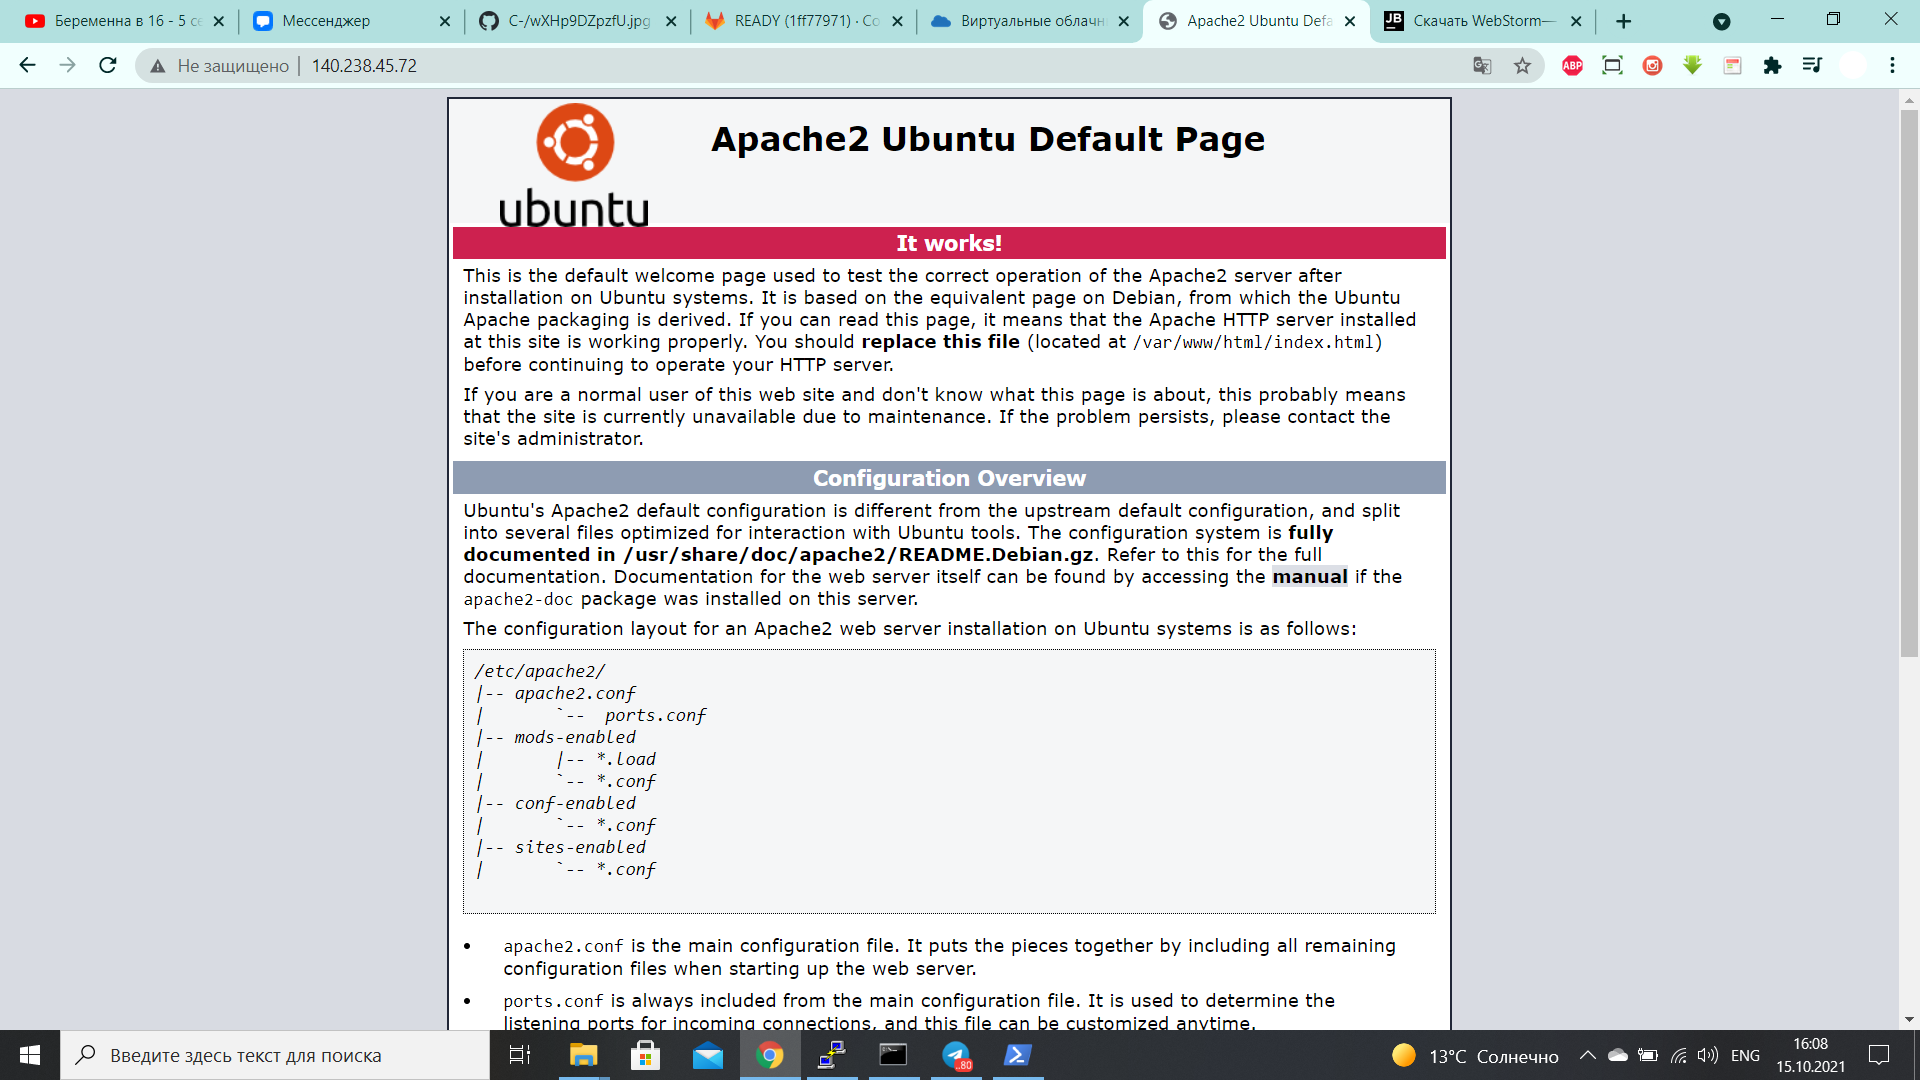 Беременна в 16 - 5 се
Мессенджер
C-/wXHp9DZpzfU.jpg
READY (1ff77971) · Co
Виртуальные облачн
Apache2 Ubuntu Defa
JB Скачать WebStorm—
Не защищено 140.238.45.72
ABP
ubuntu
Apache2 Ubuntu Default Page
It works!
This is the default welcome page used to test the correct operation of the Apache2 server after
installation on Ubuntu systems. It is based on the equivalent page on Debian, from which the Ubuntu
Apache packaging is derived. If you can read this page, it means that the Apache HTTP server installed
at this site is working properly. You should replace this file (located at /var/www/html/index.html)
before continuing to operate your HTTP server.
If you are a normal user of this web site and don't know what this page is about, this probably means
that the site is currently unavailable due to maintenance. If the problem persists, please contact the
site's administrator.
Configuration Overview
Ubuntu's Apache2 default configuration is different from the upstream default configuration, and split
into several files optimized for interaction with Ubuntu tools. The configuration system is fully
documented in /usr/share/doc/apache2/README.Debian.gz. Refer to this for the full
documentation. Documentation for the web server itself can be found by accessing the manual if the
apache2-doc package was installed on this server.
The configuration layout for an Apache2 web server installation on Ubuntu systems is as follows:
/etc/apache2/
|-- apache2.conf
|       `--  ports.conf
|-- mods-enabled
|       |-- *.load
|       `-- *.conf
|-- conf-enabled
|       `-- *.conf
|-- sites-enabled
|       `-- *.conf
• apache2.conf is the main configuration file. It puts the pieces together by including all remaining
configuration files when starting up the web server.
• ports.conf is always included from the main configuration file. It is used to determine the
listening ports for incoming connections, and this file can be customized anytime.
Введите здесь текст для поиска
..80
13°C Солнечно
ENG
16:08
15.10.2021